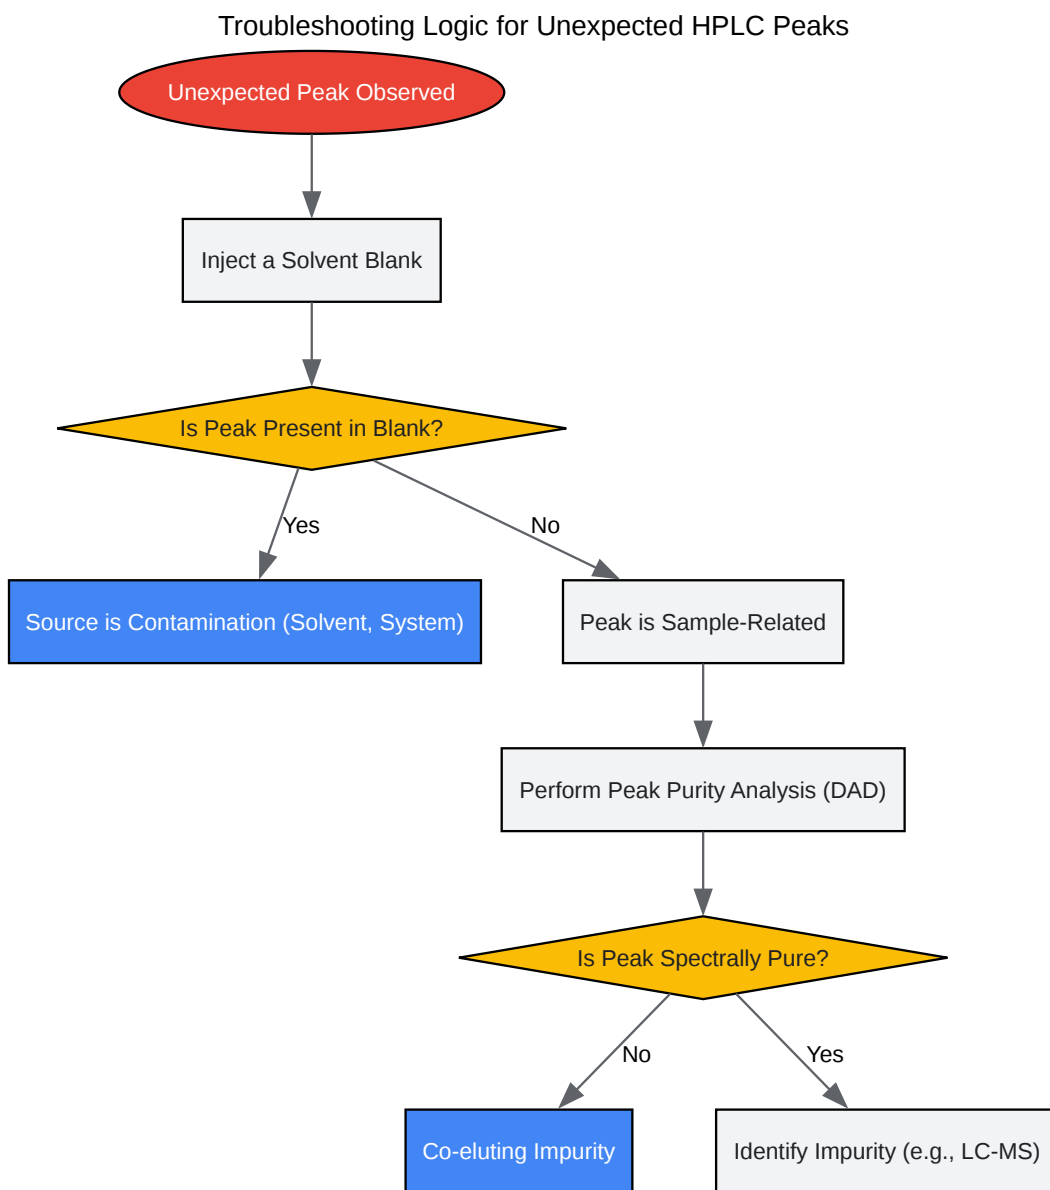 Troubleshooting Logic for Unexpected HPLC Peaks
Unexpected Peak Observed
Inject a Solvent Blank
Is Peak Present in Blank?
Yes
No
Source is Contamination (Solvent, System)
Peak is Sample-Related
Perform Peak Purity Analysis (DAD)
Is Peak Spectrally Pure?
No
Yes
Co-eluting Impurity
Identify Impurity (e.g., LC-MS)